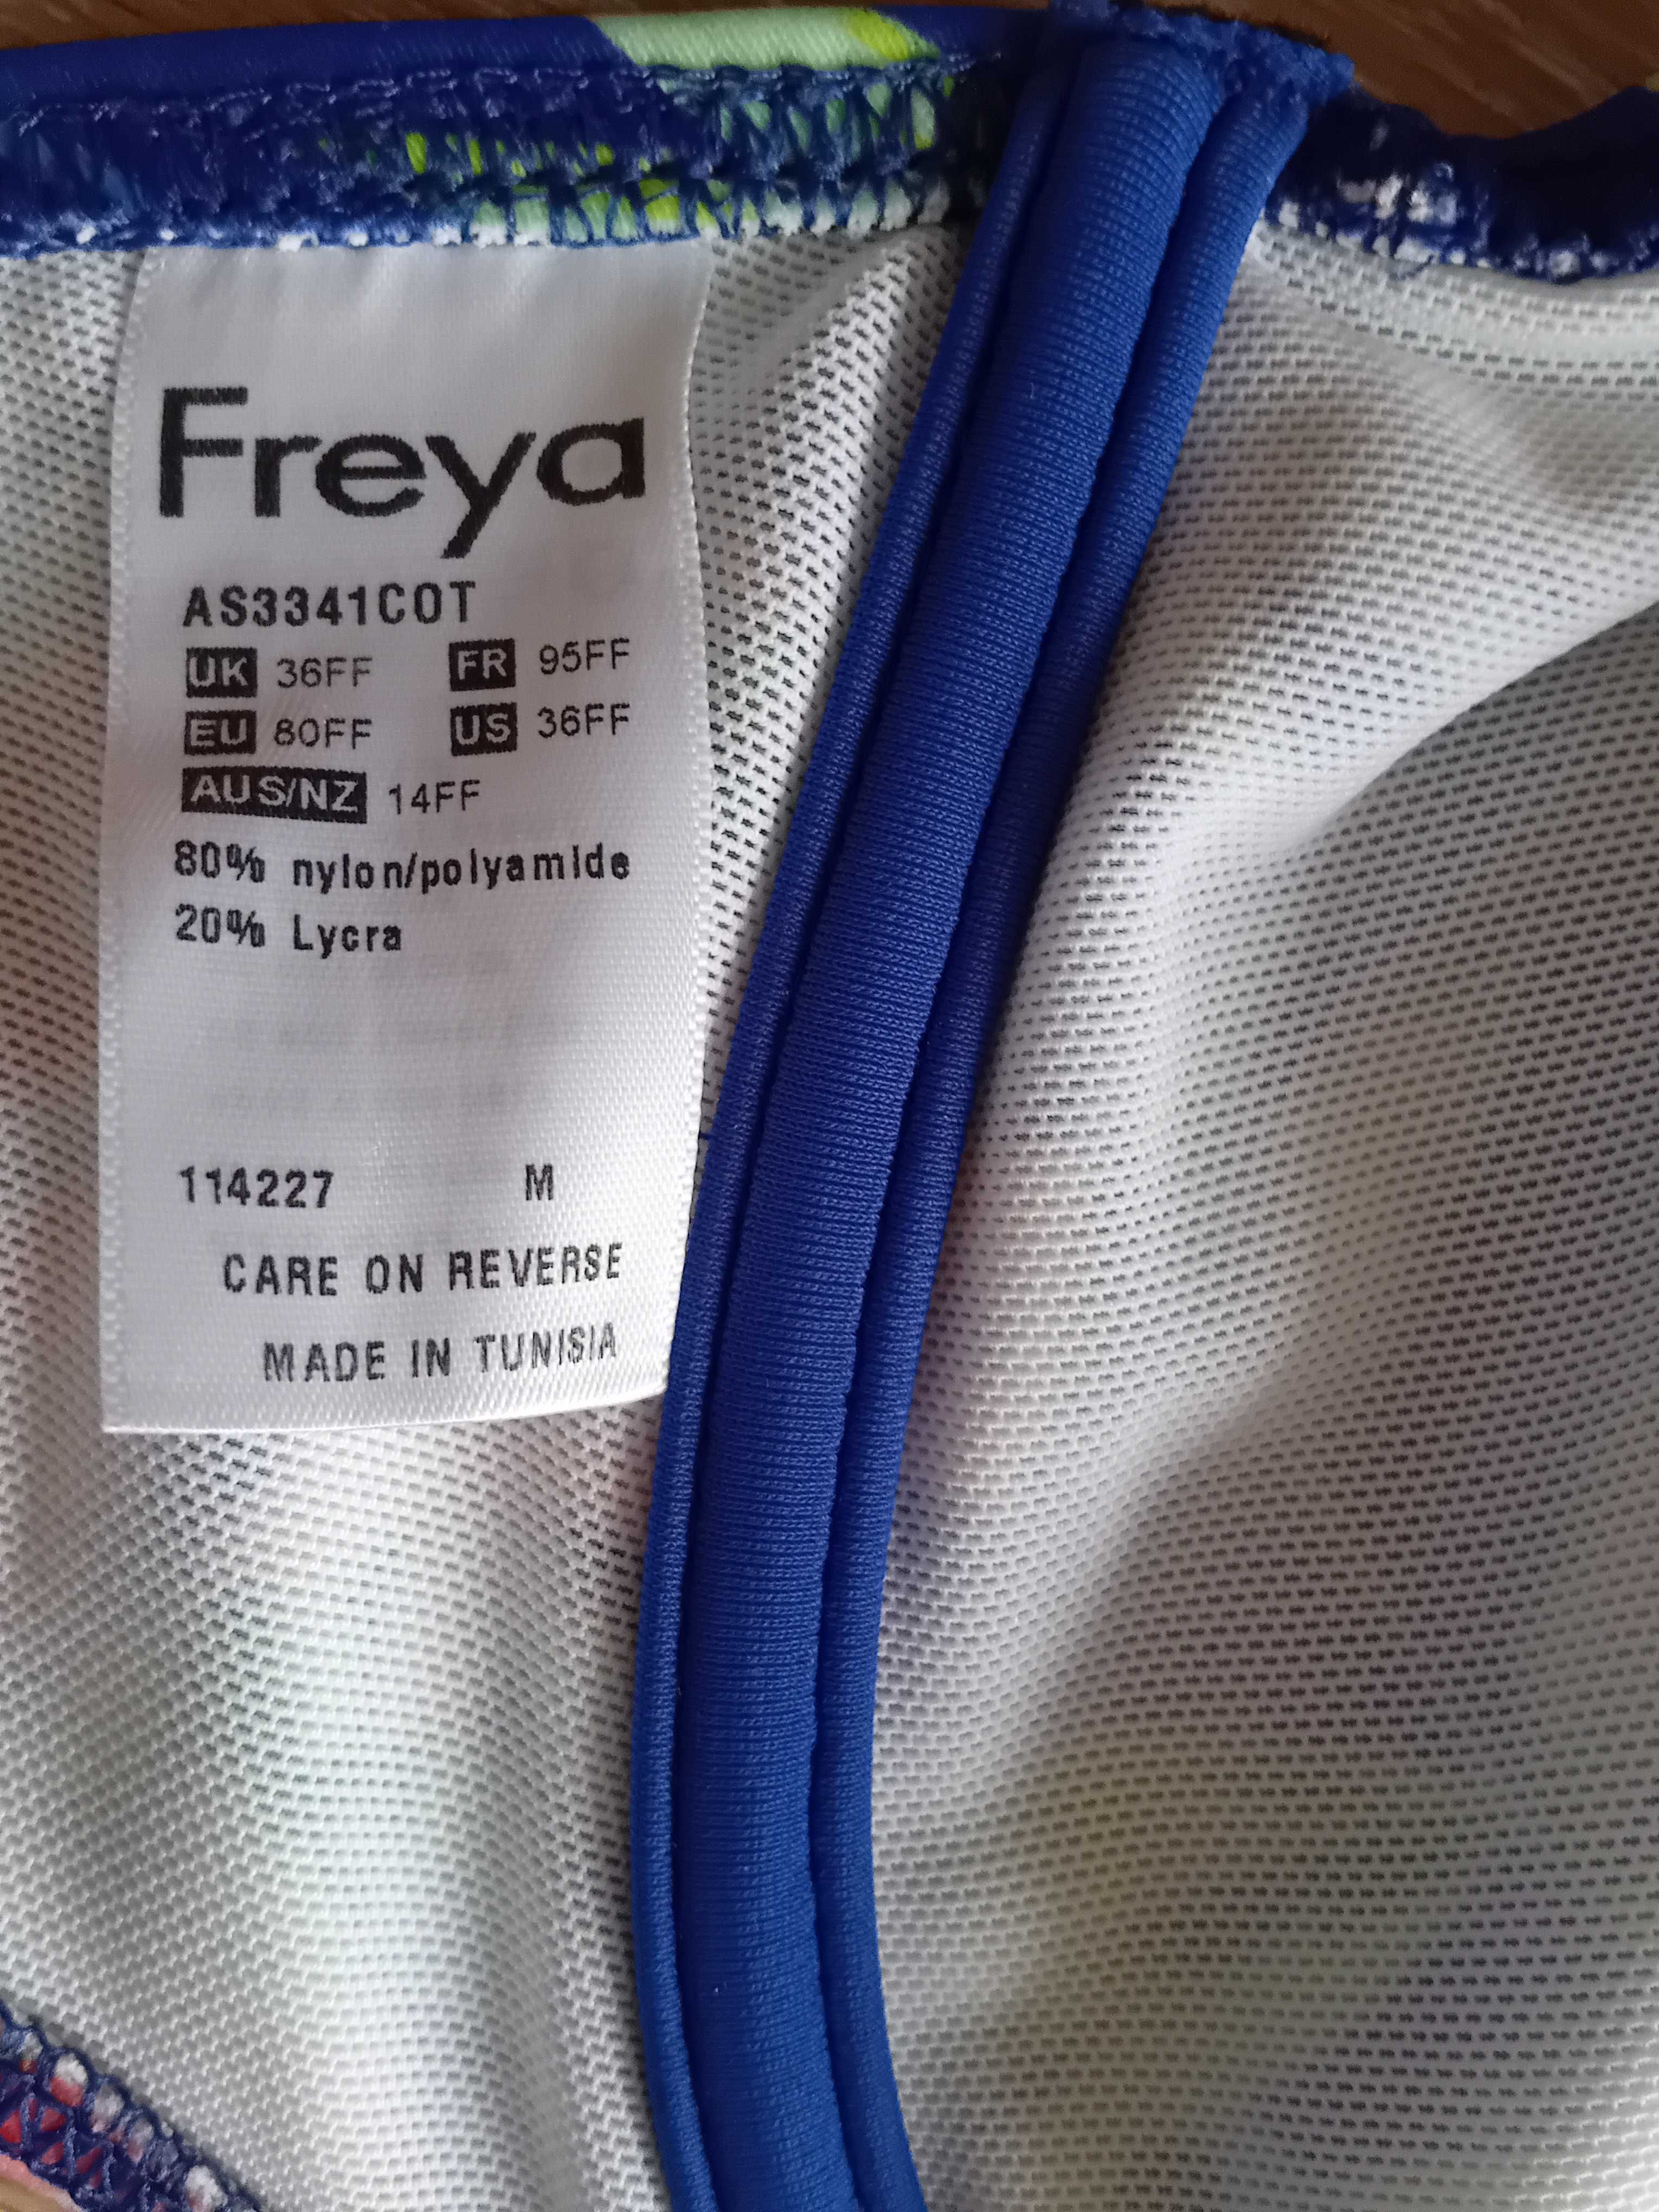 Freya
AS3341COT
UK 36FF FR 95FF
EU 80FF US 36FF
AUS/NZ 14FF
80% nylon/polyamide
20% Lycra
114227 M
CARE ON REVERSE
MADE IN TUNISIA